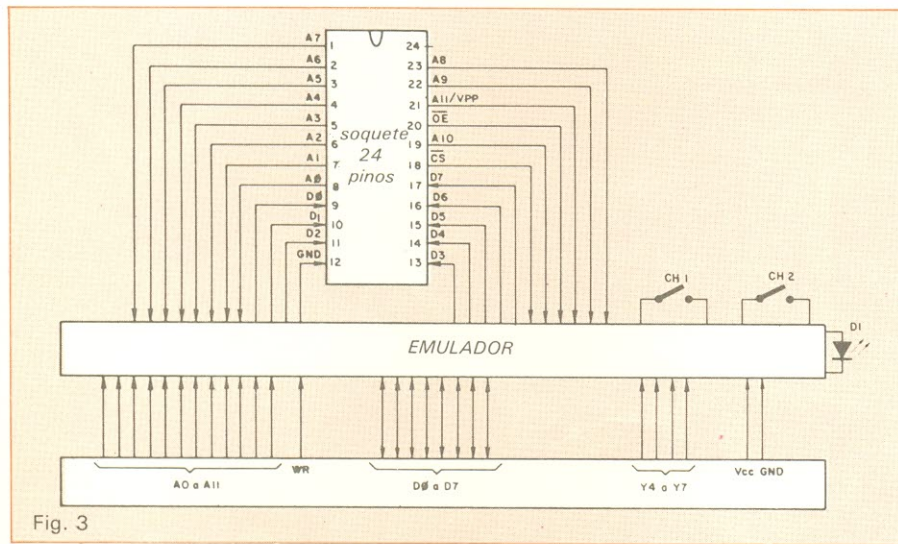 A7
1
24
A6
2
23
A8
A5
3
22
A9
A4
4
21
A11/VPP
A3
5
20
OE
A2
6
19
A10
A1
7
18
CS
AØ
8
17
D7
DØ
9
16
D6
D1
10
15
D5
D2
11
14
D4
GND
12
13
D3
soquete
24
pinos
CH 1
CH 2
D1
EMULADOR
A0 a A11
WR
DØ a D7
Y4 a Y7
Vcc GND
Fig. 3